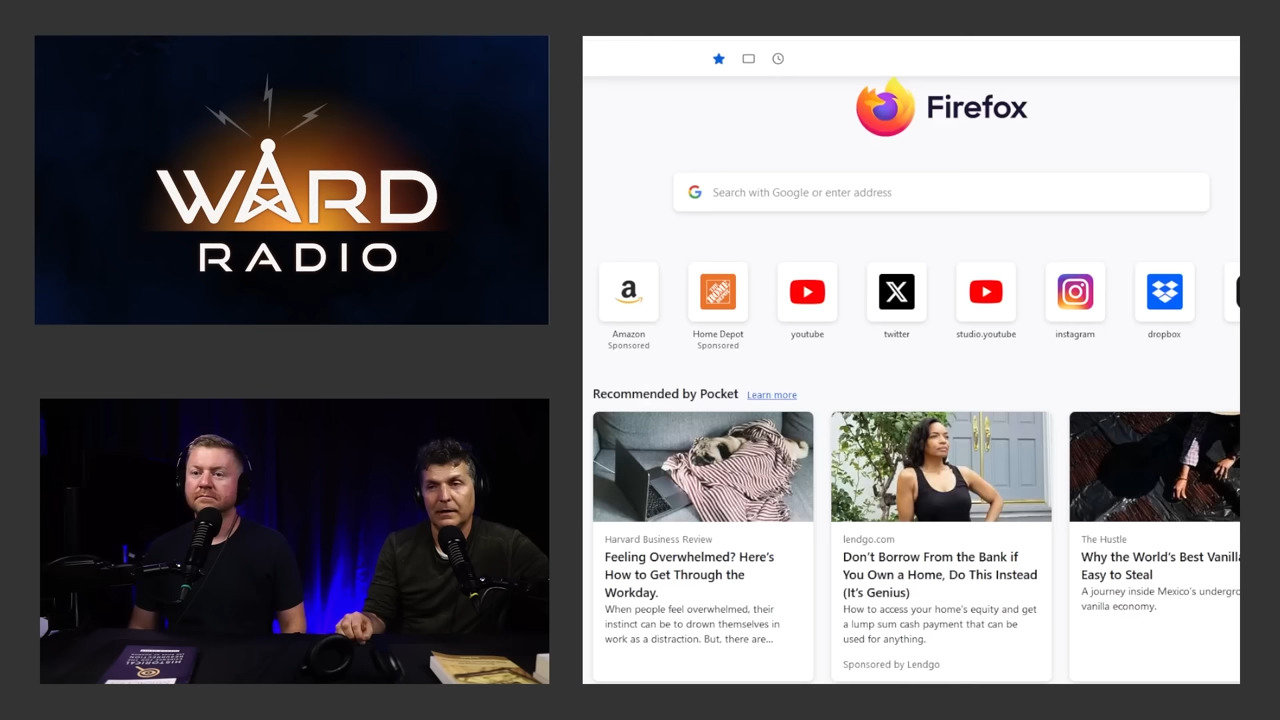 WARD
RADIO
HISTORICAL
RESURRECTION
Firefox
Search with Google or enter address
Amazon
Sponsored
Home Depot
Sponsored
youtube
twitter
studio.youtube
instagram
dropbox
Recommended by Pocket Learn more
Harvard Business Review
Feeling Overwhelmed? Here's
How to Get Through the
Workday.
When people feel overwhelmed, their
instinct can be to drown themselves in
work as a distraction. But, there are...
lendgo.com
Don't Borrow From the Bank if
You Own a Home, Do This Instead
(It's Genius)
How to access your home's equity and get
a lump sum cash payment that can be
used for anything.
Sponsored by Lendgo
The Hustle
Why the World's Best Vanilla
Easy to Steal
A journey inside Mexico's undergro
vanilla economy.